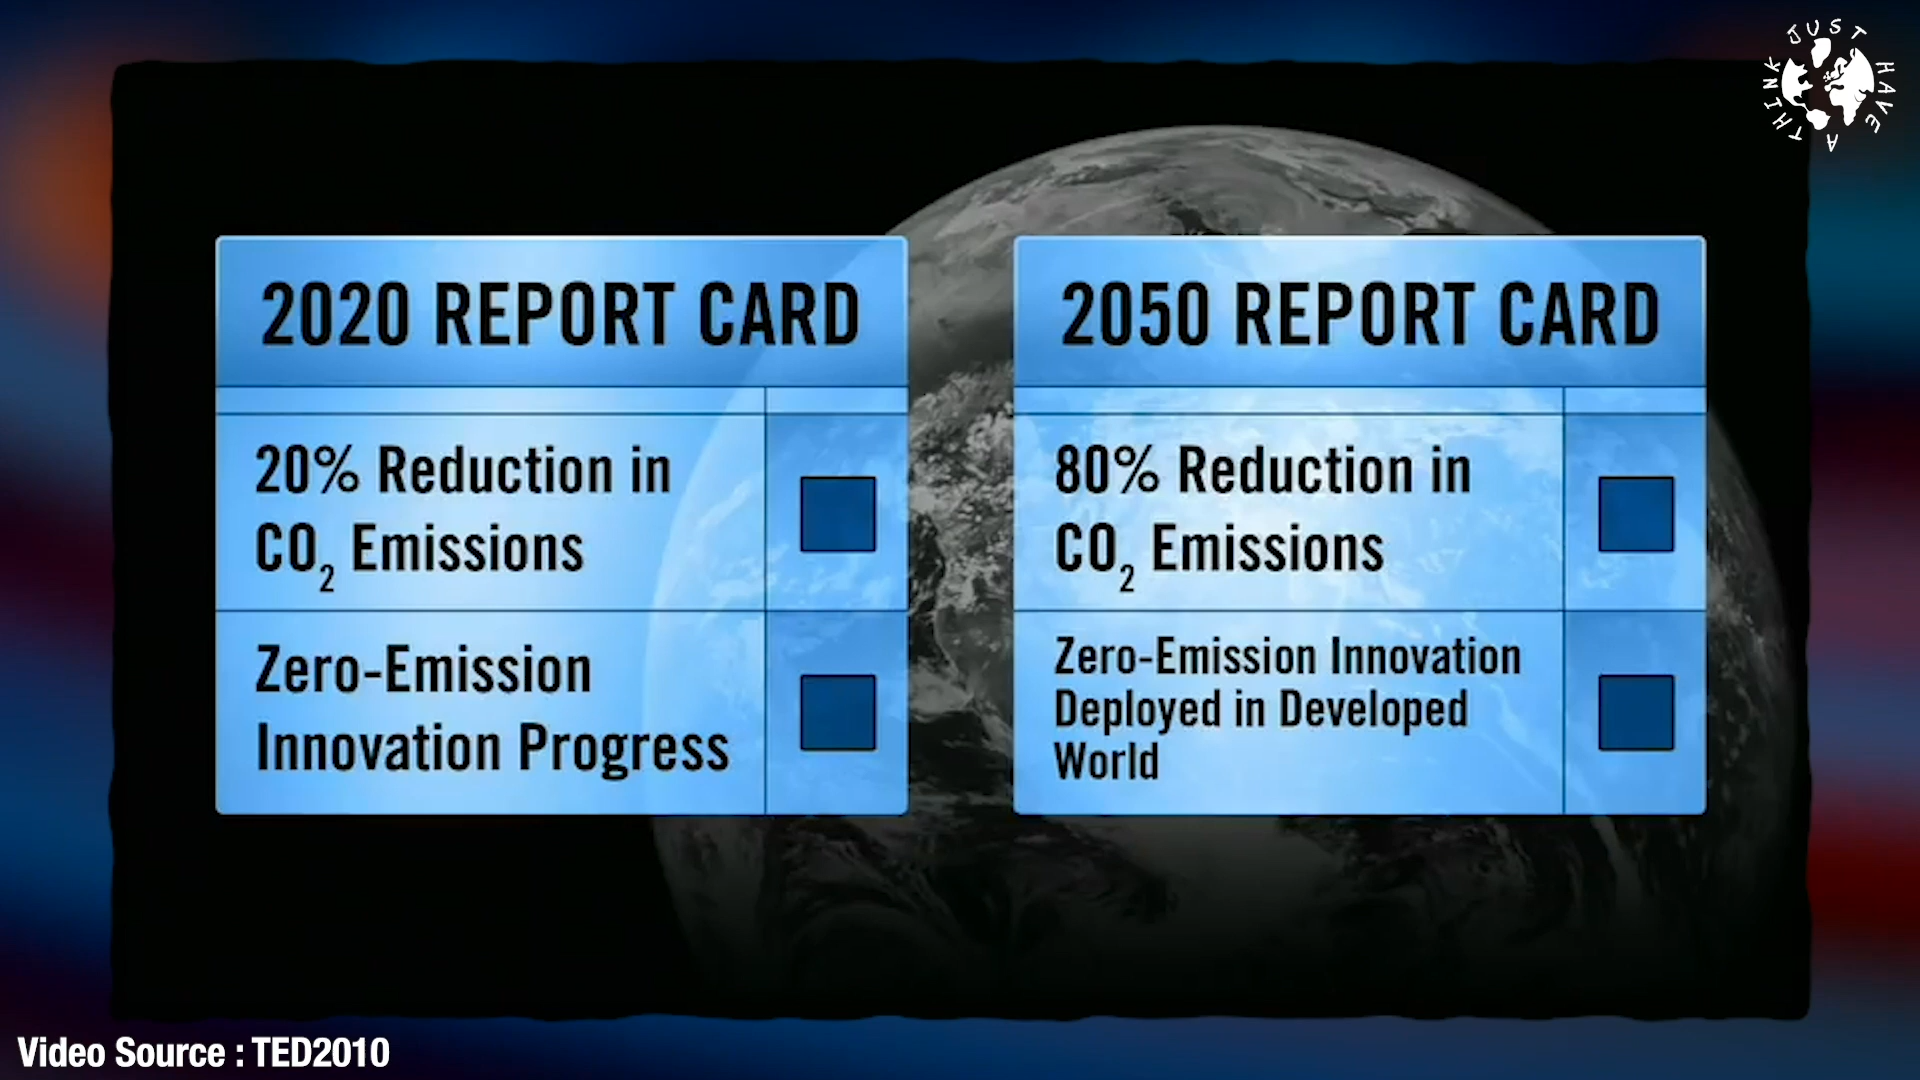 JUST HAVE A THINK
2020 REPORT CARD
20% Reduction in
CO₂ Emissions
Zero-Emission
Innovation Progress
2050 REPORT CARD
80% Reduction in
CO₂ Emissions
Zero-Emission Innovation
Deployed in Developed
World
Video Source : TED2010